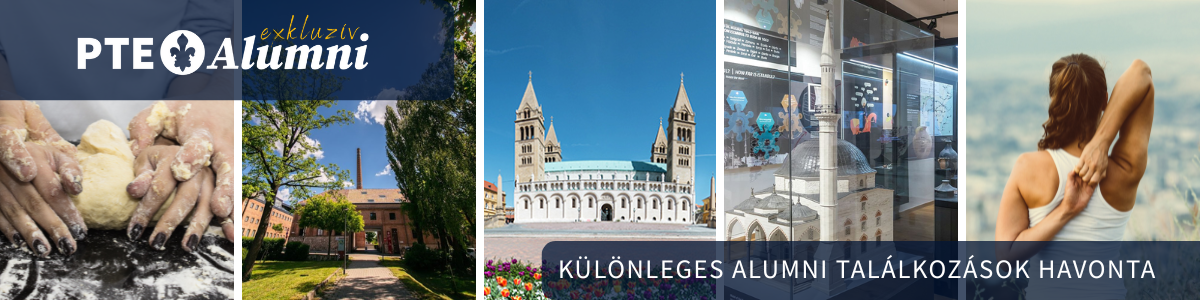 exkluzív
PTE Alumni
KÜLÖNLEGES ALUMNI TALÁLKOZÁSOK HAVONTA